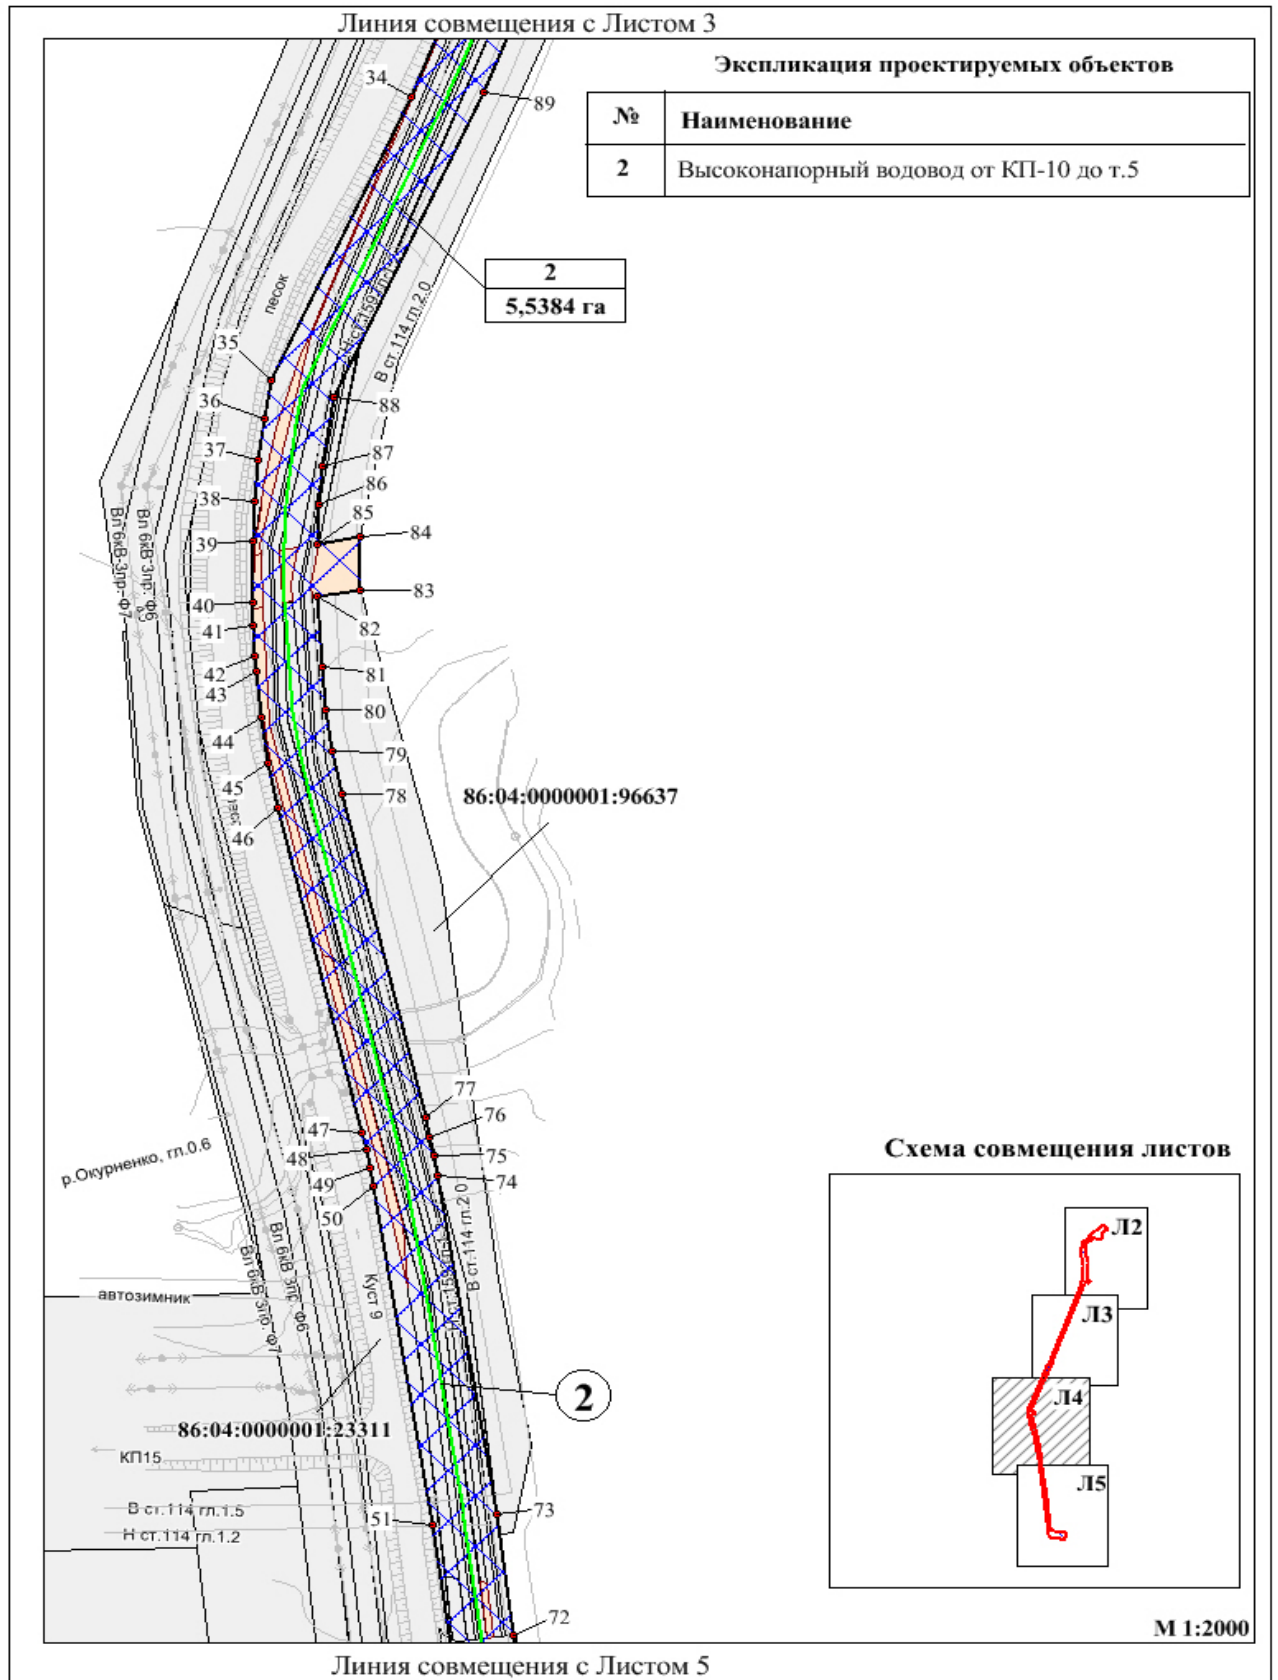 Линия совмещения с Листом 3
Экспликация проектируемых объектов
№ Наименование
2 Высоконапорный водовод от КП-10 до т.5
34
89
2
5,5384 га
песок
Н ст.159 гл.
В ст.114 гл.2.0
35
36
88
37
87
38
86
85
84
39
83
40
82
41
42
81
43
80
44
79
45
78
46
Вл 6кВ-3пр.-Ф7
Вл 6кВ 3пр. Ф6
86:04:0000001:96637
77
76
47
48
75
49
74
50
р.Окурненко, гл.0.6
Вл 6кВ 3пр. Ф6
Вл 6кВ 3пр. Ф7
Куст 9
В ст.114 гл.2.0
автозимник
2
86:04:0000001:23311
КП15
В ст.114 гл.1.5
Н ст.114 гл.1.2
51
73
72
Схема совмещения листов
Л2
Л3
Л4
Л5
М 1:2000
Линия совмещения с Листом 5